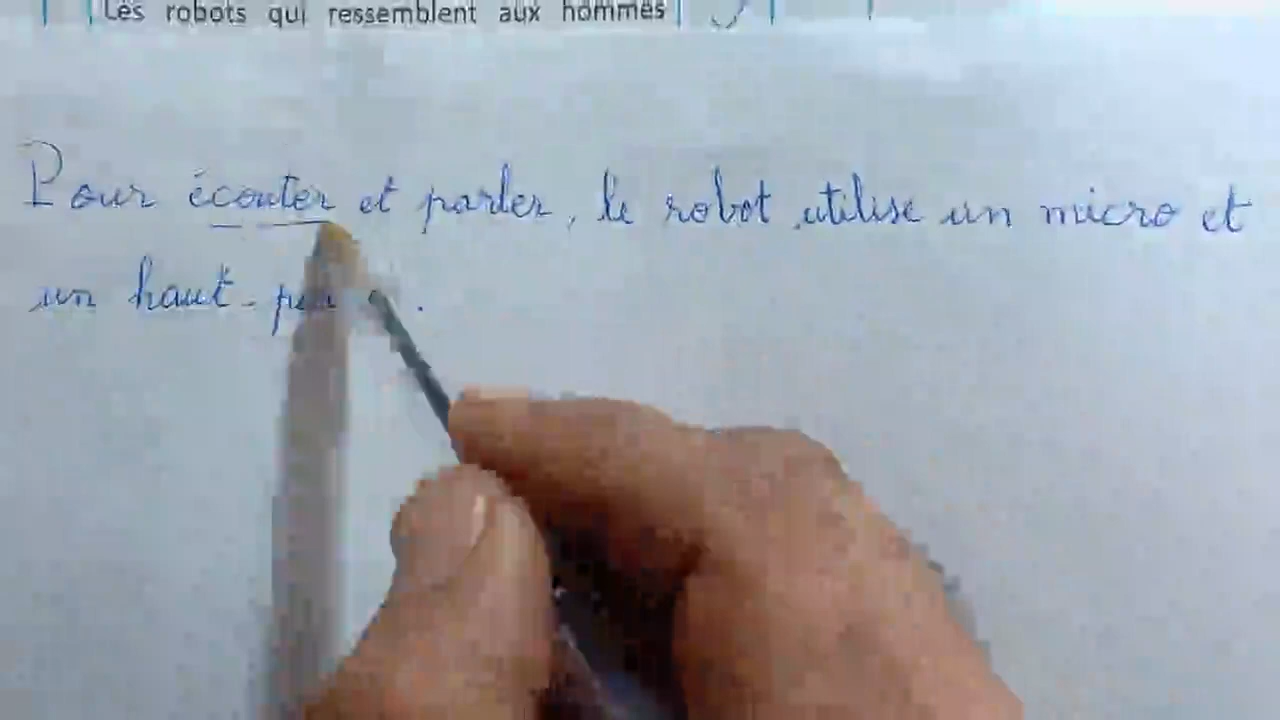 Les robots qui ressemblent aux hommes
Pour écouter et parler, le robot utilise un micro et
un haut-